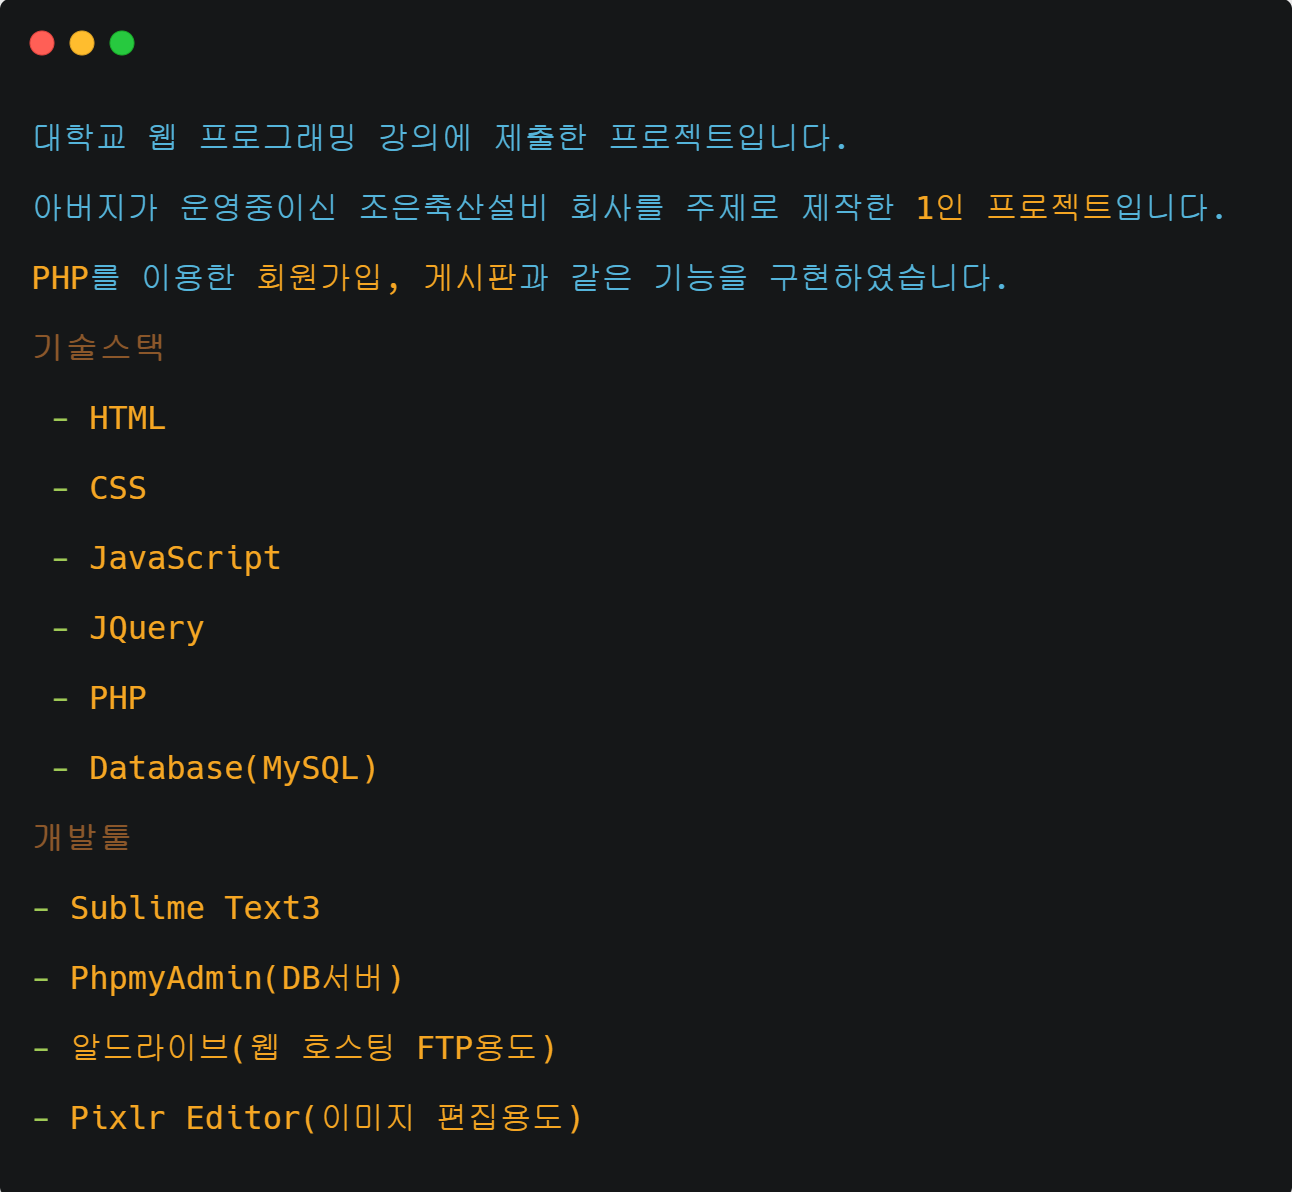 대학교 웹 프로그래밍 강의에 제출한 프로젝트입니다.
아버지가 운영중이신 조은축산설비 회사를 주제로 제작한 1인 프로젝트입니다.
PHP를 이용한 회원가입, 게시판과 같은 기능을 구현하였습니다.
기술스택
- HTML
- CSS
- JavaScript
- JQuery
- PHP
- Database(MySQL)
개발툴
- Sublime Text3
- PhpmyAdmin(DB서버)
- 알드라이브(웹 호스팅 FTP용도)
- Pixlr Editor(이미지 편집용도)